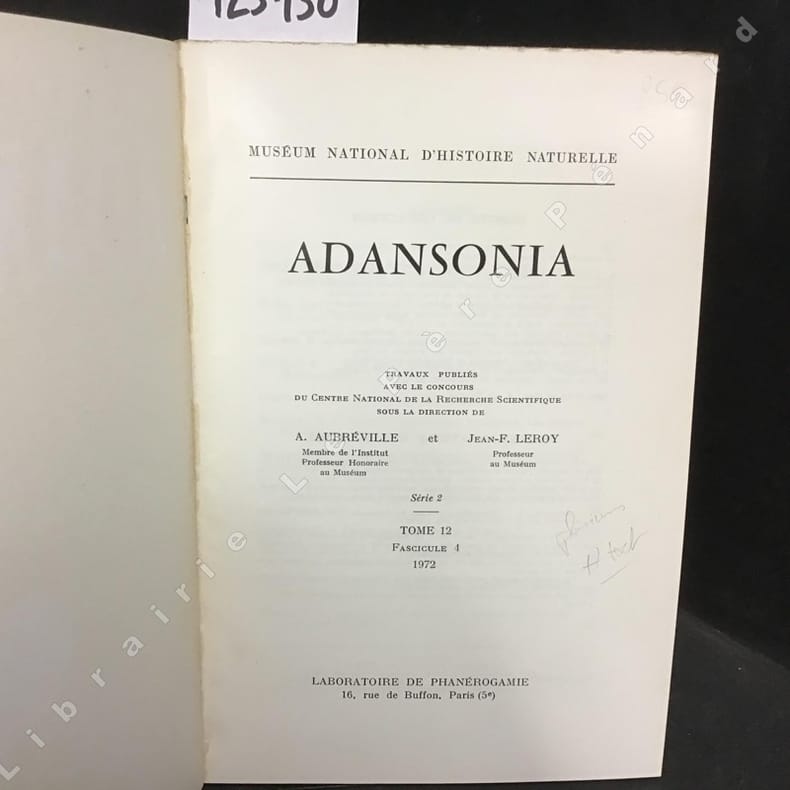 MUSÉUM NATIONAL D'HISTOIRE NATURELLE
ADANSONIA
TRAVAUX PUBLIÉS
AVEC LE CONCOURS
DU CENTRE NATIONAL DE LA RECHERCHE SCIENTIFIQUE
SOUS LA DIRECTION DE
A. AUBRÉVILLE et JEAN-F. LEROY
Membre de l'Institut Professeur
Professeur Honoraire au Muséum
au Muséum
Série 2
TOME 12
FASCICULE 4
1972
LABORATOIRE DE PHANÉROGAMIE
16, rue de Buffon, Paris (5e)
Librairie Le Père Pénard